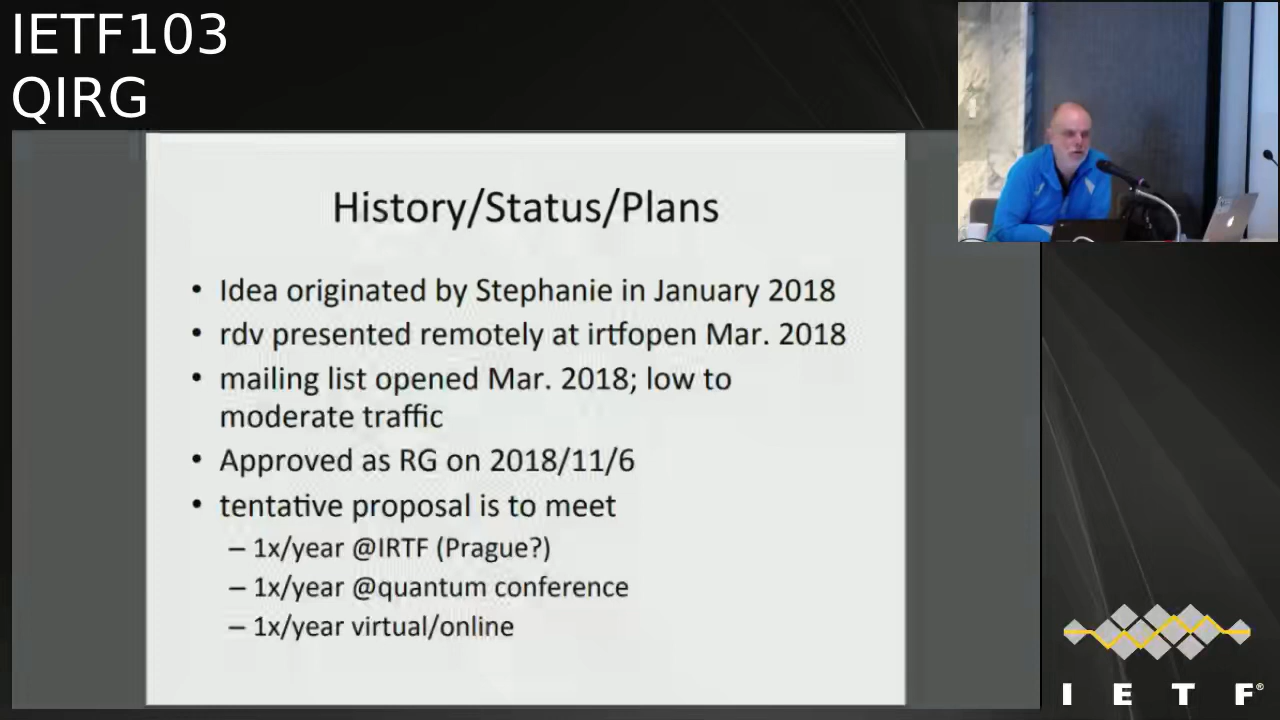 IETF103
QIRG
History/Status/Plans
• Idea originated by Stephanie in January 2018
• rdv presented remotely at irtfopen Mar. 2018
• mailing list opened Mar. 2018; low to
moderate traffic
• Approved as RG on 2018/11/6
• tentative proposal is to meet
– 1x/year @IRTF (Prague?)
– 1x/year @quantum conference
– 1x/year virtual/online
I E T F®